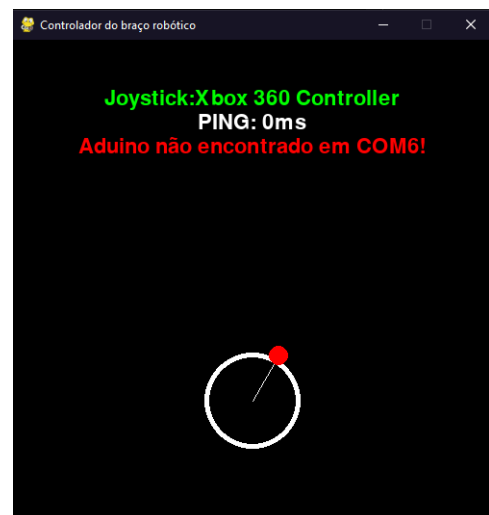 Controlador do braço robótico
Joystick:Xbox 360 Controller
PING: 0ms
Aduino não encontrado em COM6!